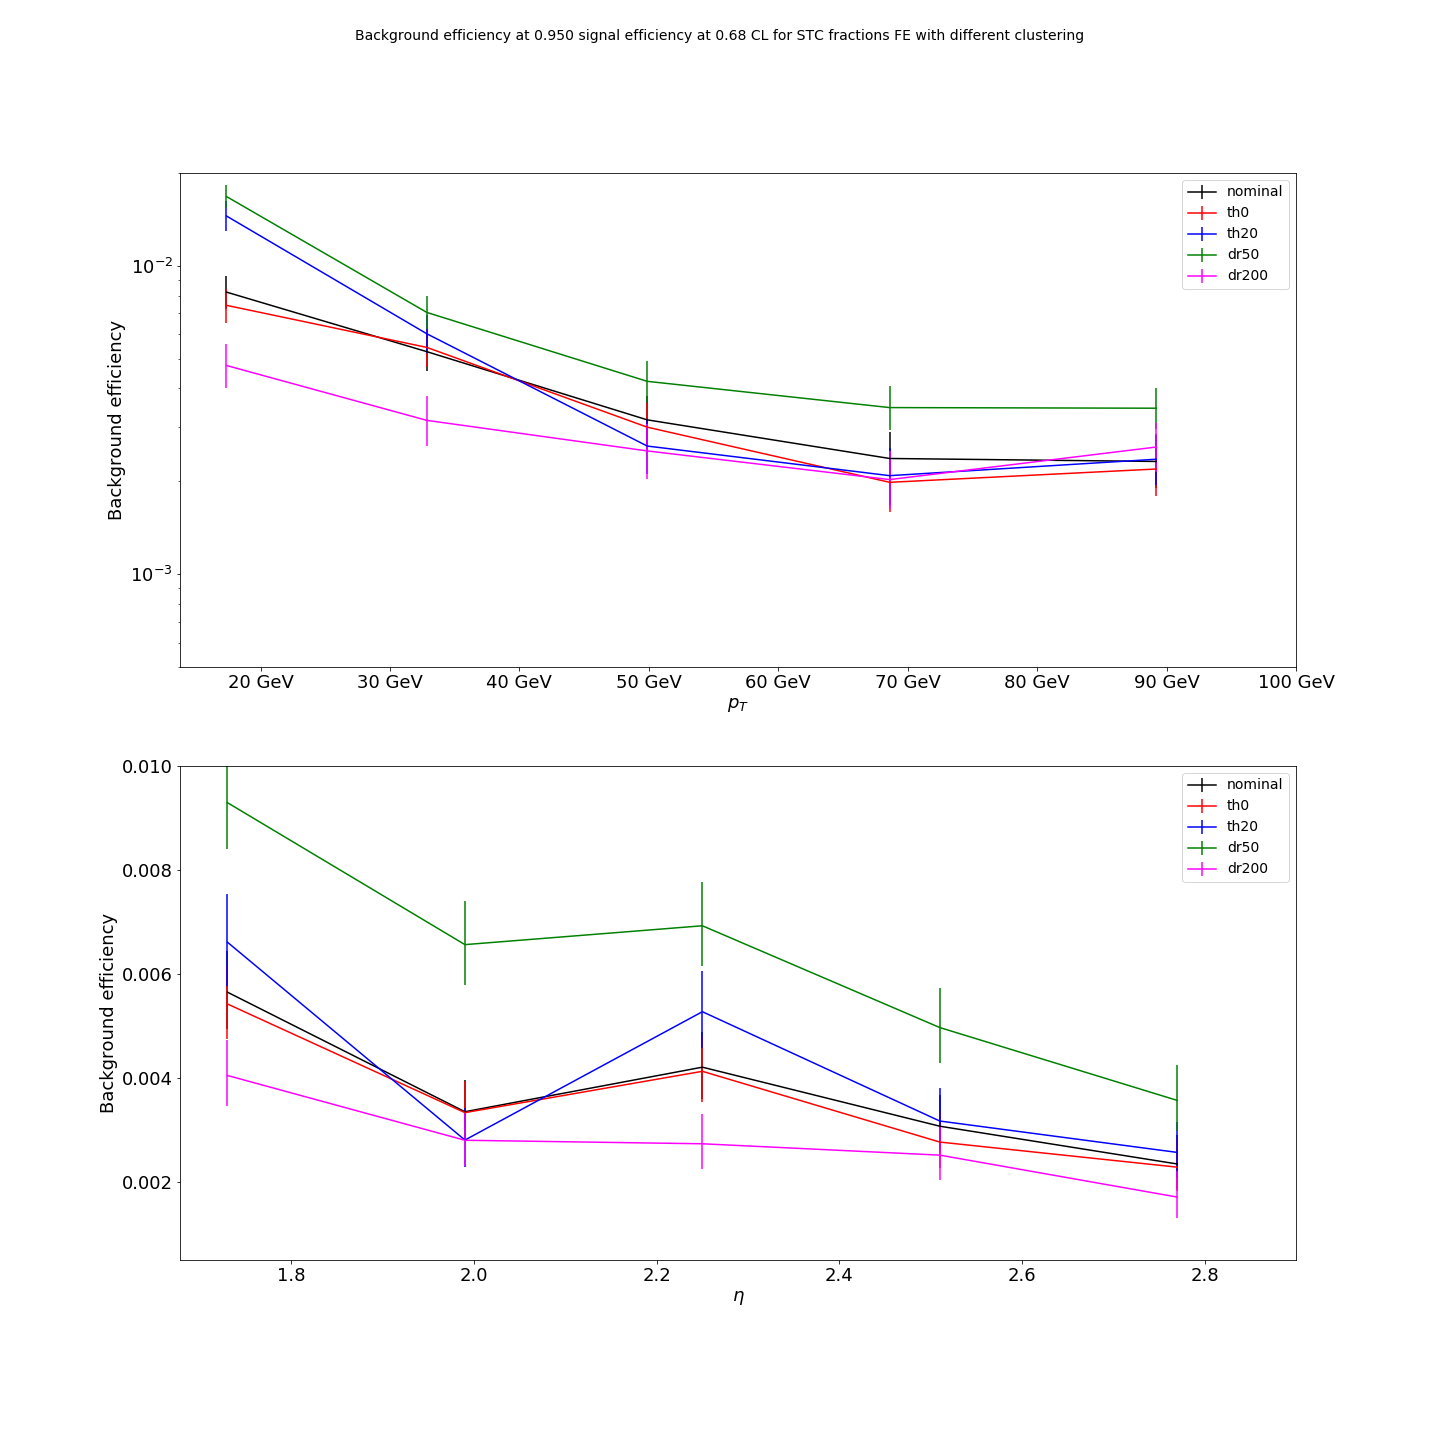 Background efficiency at 0.950 signal efficiency at 0.68 CL for STC fractions FE with different clustering
nominal
th0
th20
dr50
dr200
10⁻²
10⁻³
Background efficiency
20 GeV 30 GeV 40 GeV 50 GeV 60 GeV 70 GeV 80 GeV 90 GeV 100 GeV
p_T
nominal
th0
th20
dr50
dr200
0.010
0.008
0.006
0.004
0.002
Background efficiency
1.8 2.0 2.2 2.4 2.6 2.8
η